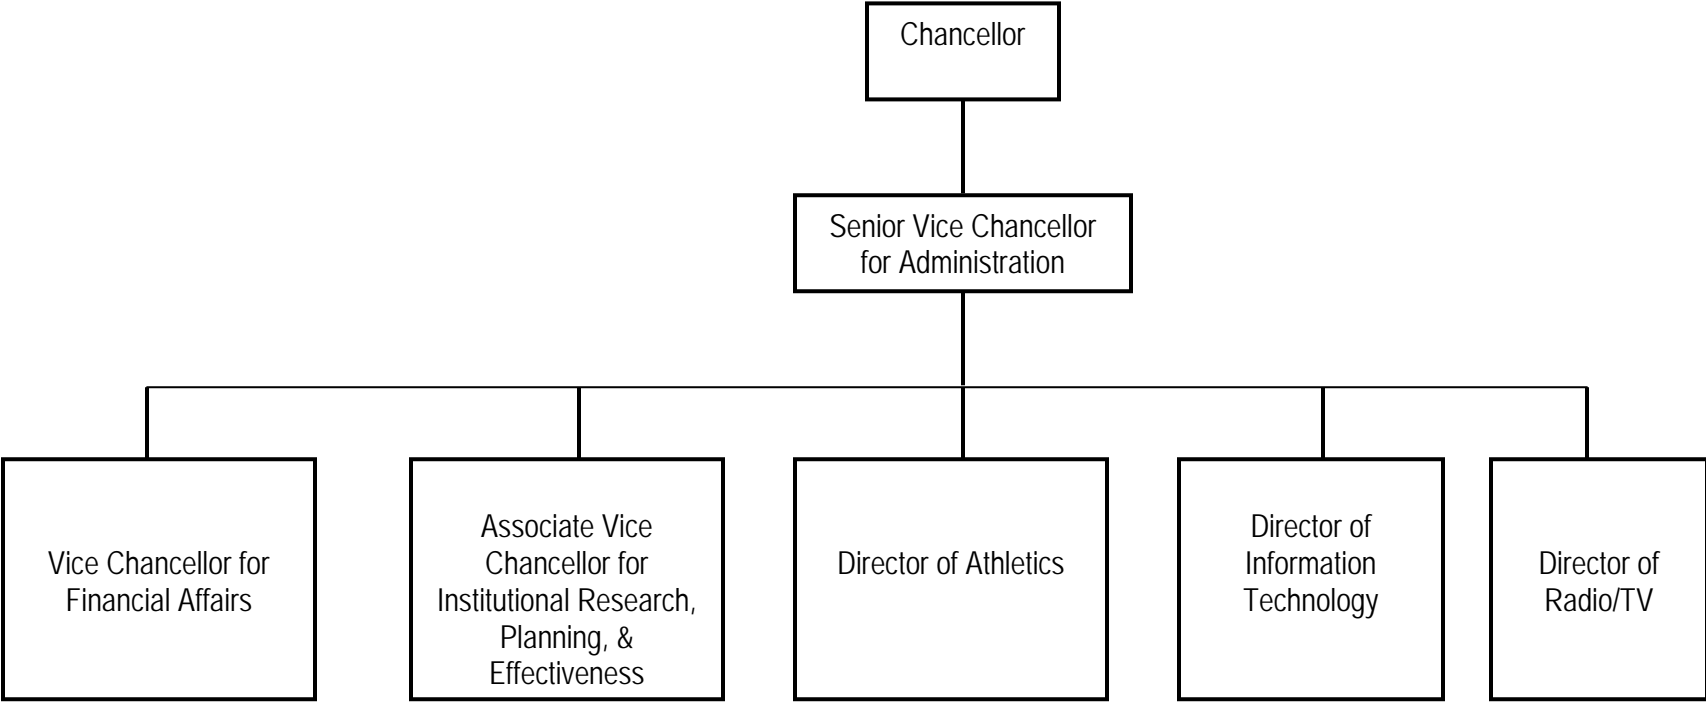 Chancellor
Senior Vice Chancellor
for Administration
Vice Chancellor for
Financial Affairs
Associate Vice
Chancellor for
Institutional Research,
Planning, &
Effectiveness
Director of Athletics
Director of
Information
Technology
Director of
Radio/TV